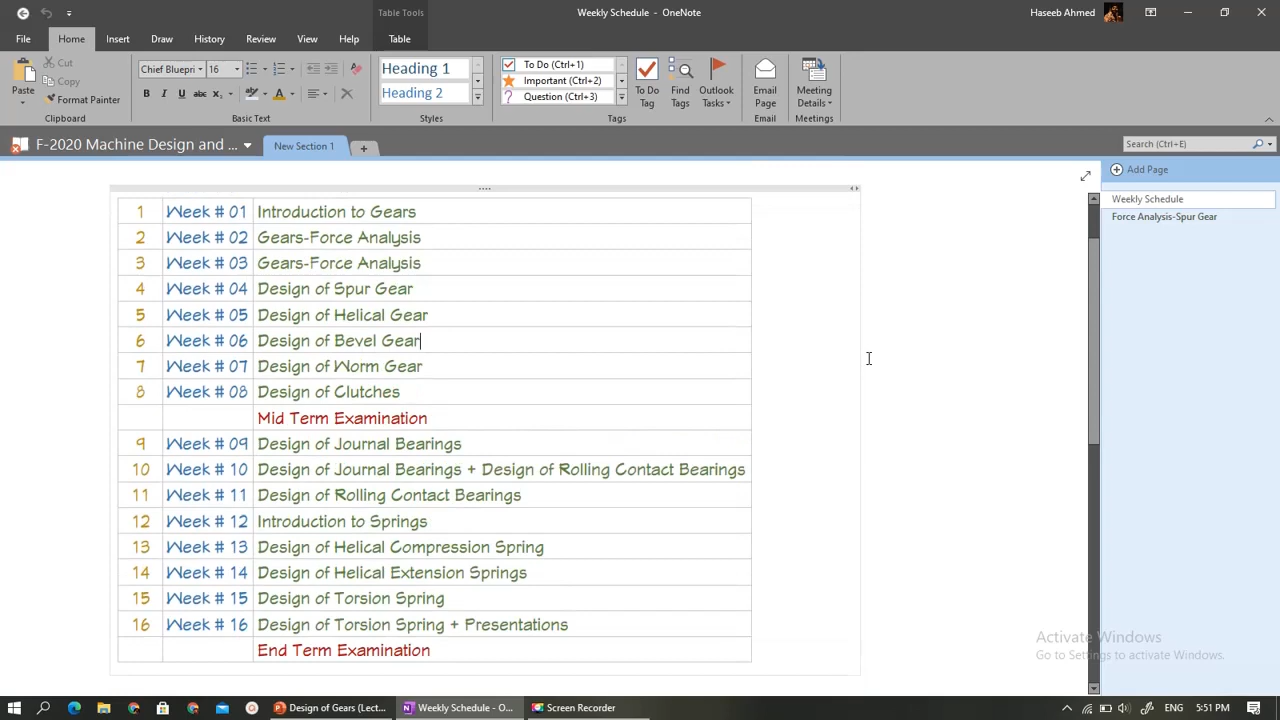 Table Tools
Weekly Schedule - OneNote
Haseeb Ahmed
File Home Insert Draw History Review View Help Table
Paste
Cut
Copy
Format Painter
Clipboard
Chief Bluepri 16
B I U abc X₂ A
Basic Text
Heading 1
Heading 2
Styles
To Do (Ctrl+1)
Important (Ctrl+2)
Question (Ctrl+3)
To Do Tag
Find Tags
Outlook Tasks
Tags
Email Page
Email
Meeting Details
Meetings
F-2020 Machine Design and ...
New Section 1
Search (Ctrl+E)
Add Page
Weekly Schedule
Force Analysis-Spur Gear
1 Week # 01 Introduction to Gears
2 Week # 02 Gears-Force Analysis
3 Week # 03 Gears-Force Analysis
4 Week # 04 Design of Spur Gear
5 Week # 05 Design of Helical Gear
6 Week # 06 Design of Bevel Gear
7 Week # 07 Design of Worm Gear
8 Week # 08 Design of Clutches
Mid Term Examination
9 Week # 09 Design of Journal Bearings
10 Week # 10 Design of Journal Bearings + Design of Rolling Contact Bearings
11 Week # 11 Design of Rolling Contact Bearings
12 Week # 12 Introduction to Springs
13 Week # 13 Design of Helical Compression Spring
14 Week # 14 Design of Helical Extension Springs
15 Week # 15 Design of Torsion Spring
16 Week # 16 Design of Torsion Spring + Presentations
End Term Examination
Activate Windows
Go to Settings to activate Windows.
Design of Gears (Lect...
Weekly Schedule - O...
Screen Recorder
ENG
5:51 PM